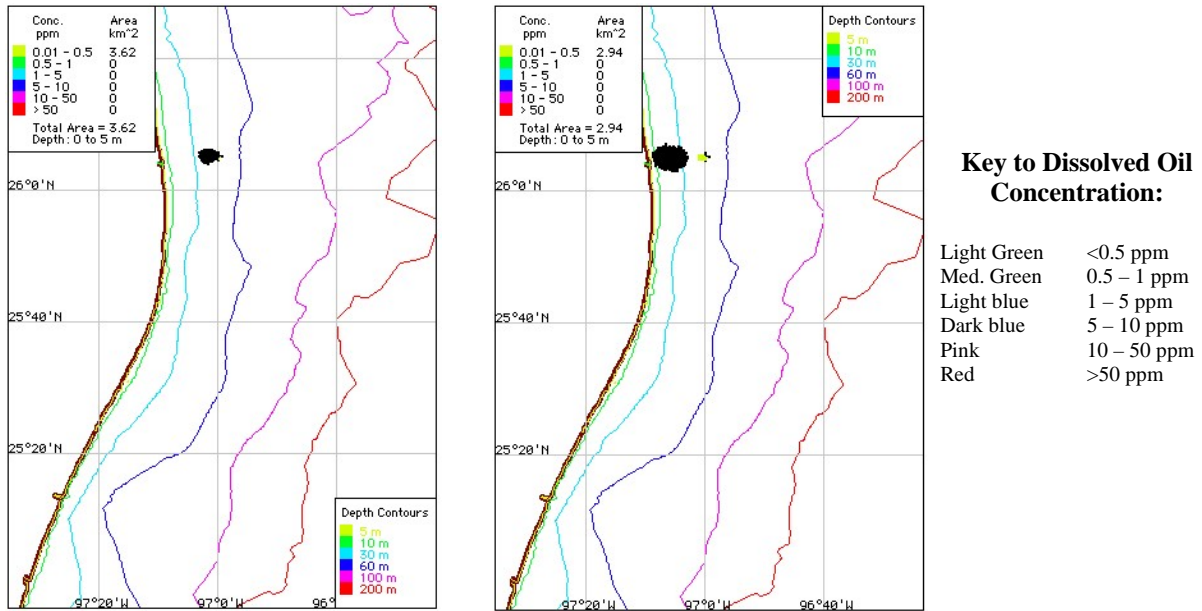 Conc. Area
ppm km^2
0.01 - 0.5 3.62
0.5 - 1 0
1 - 5 0
5 - 10 0
10 - 50 0
> 50 0
Total Area = 3.62
Depth: 0 to 5 m
26°0'N
25°40'N
25°20'N
97°20'W
97°0'W
96°
Depth Contours
5 m
10 m
30 m
60 m
100 m
200 m
Conc. Area
ppm km^2
0.01 - 0.5 2.94
0.5 - 1 0
1 - 5 0
5 - 10 0
10 - 50 0
> 50 0
Total Area = 2.94
Depth: 0 to 5 m
Depth Contours
5 m
10 m
30 m
60 m
100 m
200 m
26°0'N
25°40'N
25°20'N
97°20'W
97°0'W
96°40'W
Key to Dissolved Oil
Concentration:
Light Green <0.5 ppm
Med. Green 0.5 – 1 ppm
Light blue 1 – 5 ppm
Dark blue 5 – 10 ppm
Pink 10 – 50 ppm
Red >50 ppm